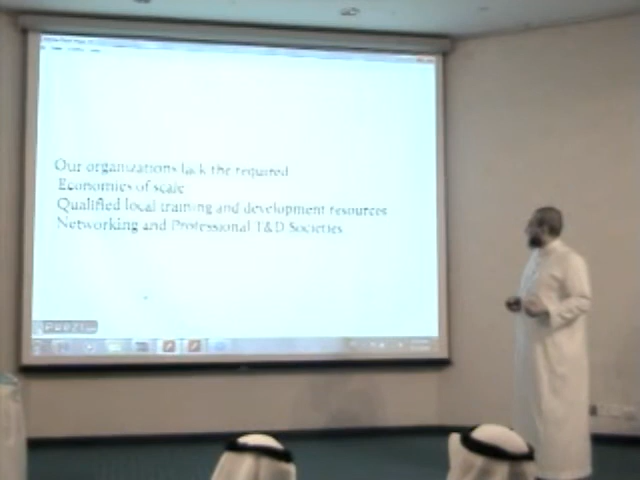 Our organizations lack the required
Economies of scale
Qualified local training and development resources
Networking and Professional T&D Societies